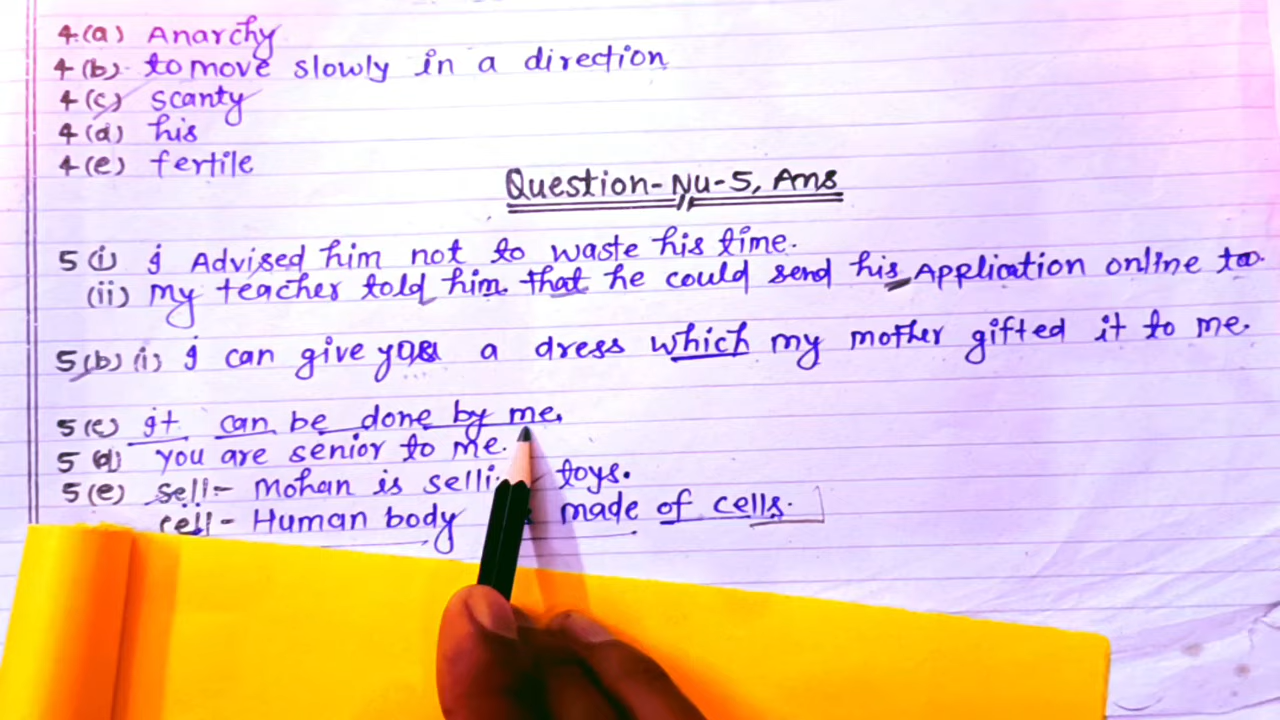 4.(a) Anarchy
4(b). to move slowly in a direction
4(c) scanty
4(d) his
4(e) fertile
Question-Nu-5, Ans
5(i) I Advised him not to waste his time.
(ii) my teacher told him that he could send his Application online too.
5(b)(i) I can give you a dress which my mother gifted it to me.
5(c) It can be done by me.
5(d) you are senior to me.
5(e) sell:- Mohan is selli toys.
cell- Human body made of cells.